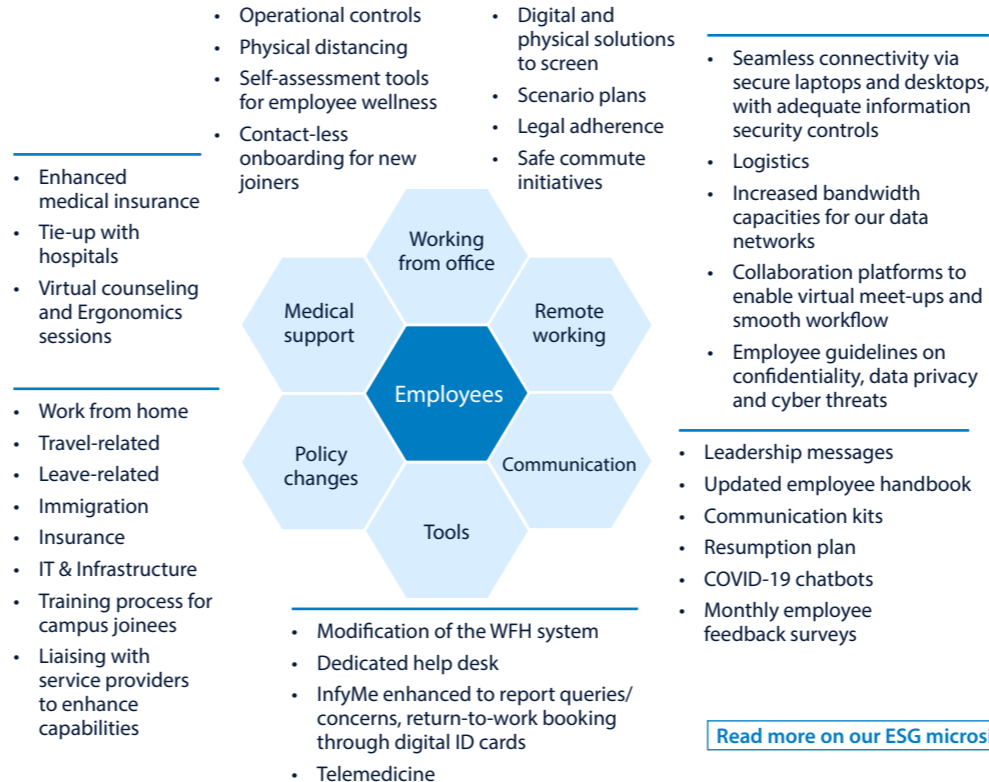 • Operational controls
• Physical distancing
• Self-assessment tools
for employee wellness
• Contact-less
onboarding for new
joiners
• Digital and
physical solutions
to screen
• Scenario plans
• Legal adherence
• Safe commute
initiatives
• Seamless connectivity via
secure laptops and desktops,
with adequate information
security controls
• Logistics
• Increased bandwidth
capacities for our data
networks
• Collaboration platforms to
enable virtual meet-ups and
smooth workflow
• Employee guidelines on
confidentiality, data privacy
and cyber threats
• Enhanced
medical insurance
• Tie-up with
hospitals
• Virtual counseling
and Ergonomics
sessions
Working
from office
Medical
support
Remote
working
Employees
Policy
changes
Communication
Tools
• Work from home
• Travel-related
• Leave-related
• Immigration
• Insurance
• IT & Infrastructure
• Training process for
campus joinees
• Liaising with
service providers
to enhance
capabilities
• Leadership messages
• Updated employee handbook
• Communication kits
• Resumption plan
• COVID-19 chatbots
• Monthly employee
feedback surveys
• Modification of the WFH system
• Dedicated help desk
• InfyMe enhanced to report queries/
concerns, return-to-work booking
through digital ID cards
• Telemedicine
Read more on our ESG